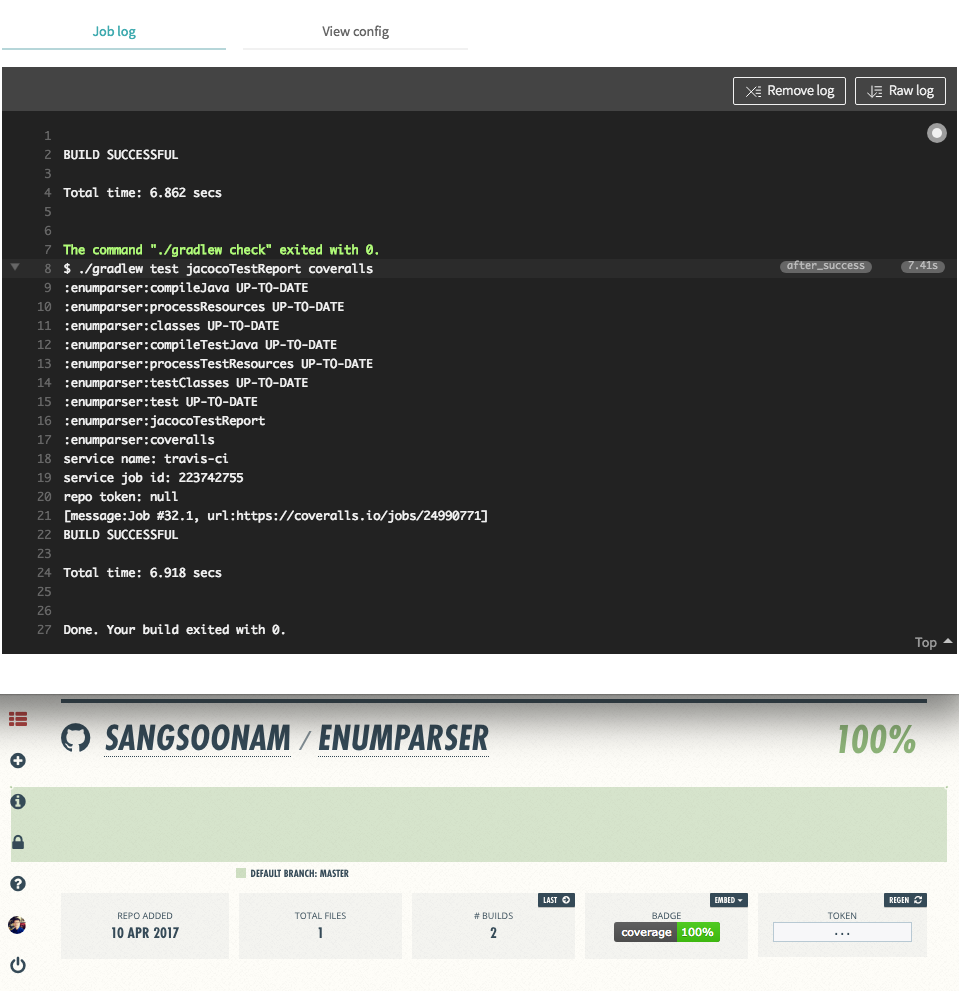 Job log
View config
Remove log
Raw log
1
2 BUILD SUCCESSFUL
3
4 Total time: 6.862 secs
5
6
7 The command "./gradlew check" exited with 0.
8 $ ./gradlew test jacocoTestReport coveralls after_success 7.41s
9 :enumparser:compileJava UP-TO-DATE
10 :enumparser:processResources UP-TO-DATE
11 :enumparser:classes UP-TO-DATE
12 :enumparser:compileTestJava UP-TO-DATE
13 :enumparser:processTestResources UP-TO-DATE
14 :enumparser:testClasses UP-TO-DATE
15 :enumparser:test UP-TO-DATE
16 :enumparser:jacocoTestReport
17 :enumparser:coveralls
18 service name: travis-ci
19 service job id: 223742755
20 repo token: null
21 [message:Job #32.1, url:https://coveralls.io/jobs/24990771]
22 BUILD SUCCESSFUL
23
24 Total time: 6.918 secs
25
26
27 Done. Your build exited with 0.
Top
SANGSOONAM / ENUMPARSER
100%
DEFAULT BRANCH: MASTER
REPO ADDED
10 APR 2017
TOTAL FILES
1
LAST
# BUILDS
2
EMBED
BADGE
coverage 100%
REGEN
TOKEN
...